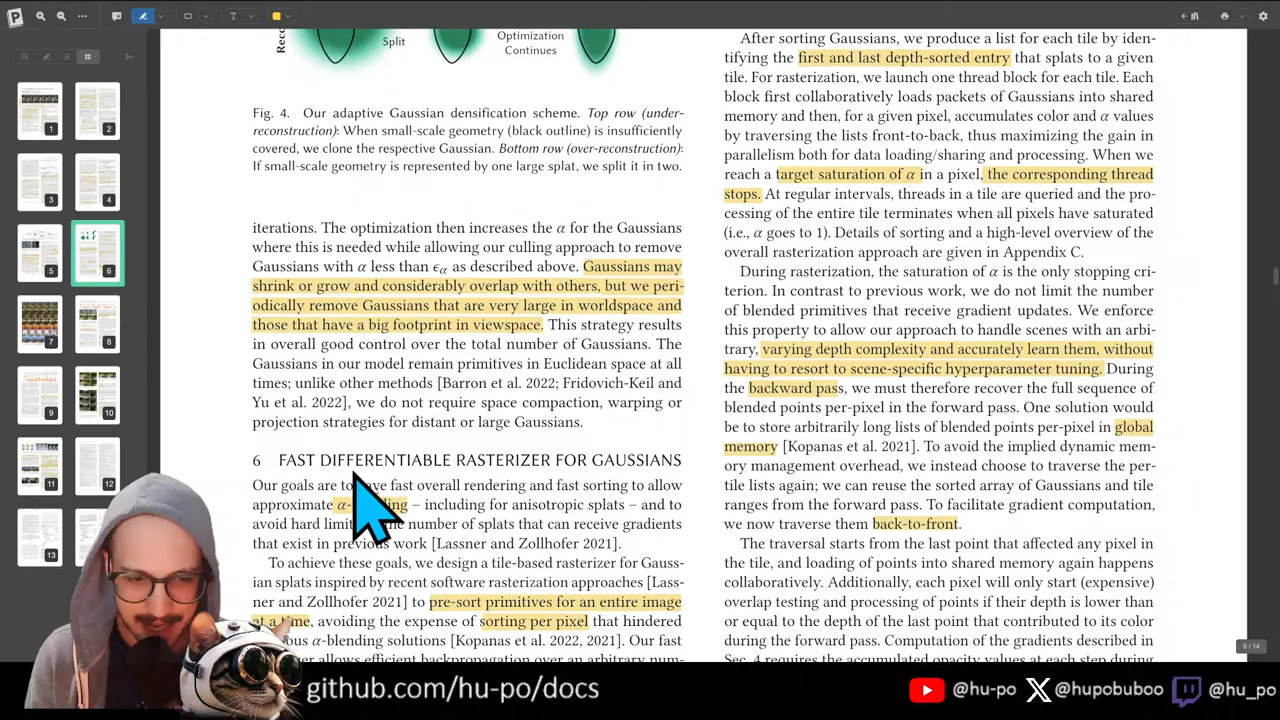 Reco
Split
Optimization
Continues
Fig. 4. Our adaptive Gaussian densification scheme. Top row (under-
reconstruction): When small-scale geometry (black outline) is insufficiently
covered, we clone the respective Gaussian. Bottom row (over-reconstruction):
If small-scale geometry is represented by one large splat, we split it in two.
iterations. The optimization then increases the α for the Gaussians
where this is needed while allowing our culling approach to remove
Gaussians with α less than ϵα as described above. Gaussians may
shrink or grow and considerably overlap with others, but we peri-
odically remove Gaussians that are very large in worldspace and
those that have a big footprint in viewspace. This strategy results
in overall good control over the total number of Gaussians. The
Gaussians in our model remain primitives in Euclidean space at all
times; unlike other methods [Barron et al. 2022; Fridovich-Keil and
Yu et al. 2022], we do not require space compaction, warping or
projection strategies for distant or large Gaussians.
6 FAST DIFFERENTIABLE RASTERIZER FOR GAUSSIANS
Our goals are to have fast overall rendering and fast sorting to allow
approximate α- ing – including for anisotropic splats – and to
avoid hard limit number of splats that can receive gradients
that exist in previous work [Lassner and Zollhofer 2021].
To achieve these goals, we design a tile-based rasterizer for Gauss-
ian splats inspired by recent software rasterization approaches [Lass-
ner and Zollhofer 2021] to pre-sort primitives for an entire image
at a time, avoiding the expense of sorting per pixel that hindered
ous α-blending solutions [Kopanas et al. 2022, 2021]. Our fast
er allows efficient backpropagation over an arbitrary num-
After sorting Gaussians, we produce a list for each tile by iden-
tifying the first and last depth-sorted entry that splats to a given
tile. For rasterization, we launch one thread block for each tile. Each
block first collaboratively loads packets of Gaussians into shared
memory and then, for a given pixel, accumulates color and α values
by traversing the lists front-to-back, thus maximizing the gain in
parallelism both for data loading/sharing and processing. When we
reach a target saturation of α in a pixel, the corresponding thread
stops. At regular intervals, threads in a tile are queried and the pro-
cessing of the entire tile terminates when all pixels have saturated
(i.e., α goes to 1). Details of sorting and a high-level overview of the
overall rasterization approach are given in Appendix C.
During rasterization, the saturation of α is the only stopping cri-
terion. In contrast to previous work, we do not limit the number
of blended primitives that receive gradient updates. We enforce
this property to allow our approach to handle scenes with an arbi-
trary, varying depth complexity and accurately learn them, without
having to resort to scene-specific hyperparameter tuning. During
the backward pass, we must therefore recover the full sequence of
blended points per-pixel in the forward pass. One solution would
be to store arbitrarily long lists of blended points per-pixel in global
memory [Kopanas et al. 2021]. To avoid the implied dynamic mem-
ory management overhead, we instead choose to traverse the per-
tile lists again; we can reuse the sorted array of Gaussians and tile
ranges from the forward pass. To facilitate gradient computation,
we now traverse them back-to-front.
The traversal starts from the last point that affected any pixel in
the tile, and loading of points into shared memory again happens
collaboratively. Additionally, each pixel will only start (expensive)
overlap testing and processing of points if their depth is lower than
or equal to the depth of the last point that contributed to its color
during the forward pass. Computation of the gradients described in
Sec. 4 requires the accumulated opacity values at each step during
1
2
3
4
5
6
7
8
9
10
11
12
13
6 / 14
github.com/hu-po/docs
@hu-po
@hupobuboo
@hu_po